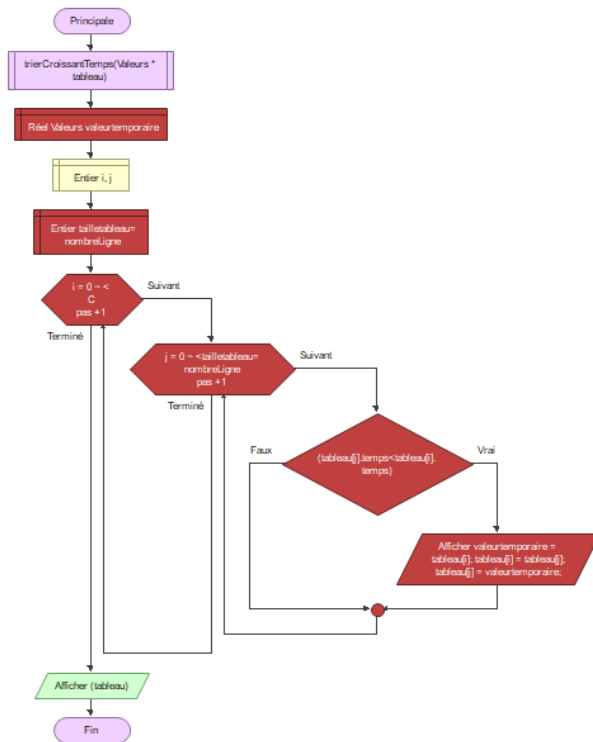 Principale
trierCroissantTemps(Valeurs *
tableau)
Réel Valeurs valeurtemporaire
Entier i, j
Entier tailletableau=
nombreLigne
i = 0 ~ <
C
pas +1
Suivant
Terminé
j = 0 ~ <tailletableau=
nombreLigne
pas +1
Suivant
Terminé
(tableau[j].temps<tableau[i].
temps)
Faux
Vrai
Afficher valeurtemporaire =
tableau[i]; tableau[i] = tableau[j];
tableau[j] = valeurtemporaire;
Afficher (tableau)
Fin